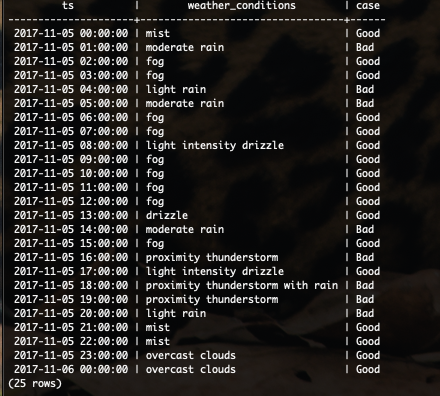 ts | weather_conditions | case
---------------------+---------------------------------+------
2017-11-05 00:00:00 | mist | Good
2017-11-05 01:00:00 | moderate rain | Bad
2017-11-05 02:00:00 | fog | Good
2017-11-05 03:00:00 | fog | Good
2017-11-05 04:00:00 | light rain | Bad
2017-11-05 05:00:00 | moderate rain | Bad
2017-11-05 06:00:00 | fog | Good
2017-11-05 07:00:00 | fog | Good
2017-11-05 08:00:00 | light intensity drizzle | Good
2017-11-05 09:00:00 | fog | Good
2017-11-05 10:00:00 | fog | Good
2017-11-05 11:00:00 | fog | Good
2017-11-05 12:00:00 | fog | Good
2017-11-05 13:00:00 | drizzle | Good
2017-11-05 14:00:00 | moderate rain | Bad
2017-11-05 15:00:00 | fog | Good
2017-11-05 16:00:00 | proximity thunderstorm | Bad
2017-11-05 17:00:00 | light intensity drizzle | Good
2017-11-05 18:00:00 | proximity thunderstorm with rain | Bad
2017-11-05 19:00:00 | proximity thunderstorm | Bad
2017-11-05 20:00:00 | light rain | Bad
2017-11-05 21:00:00 | mist | Good
2017-11-05 22:00:00 | mist | Good
2017-11-05 23:00:00 | overcast clouds | Good
2017-11-06 00:00:00 | overcast clouds | Good
(25 rows)